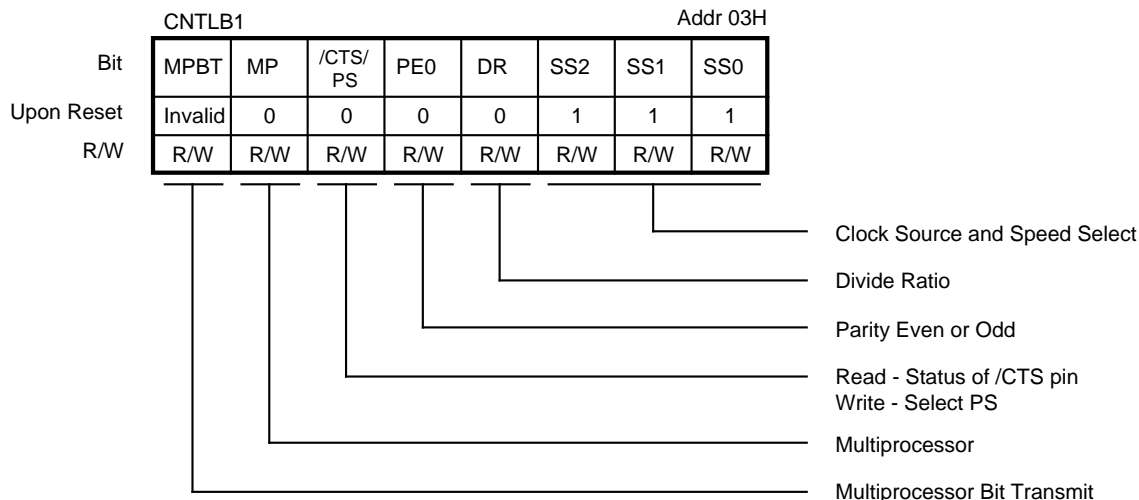 CNTLB1 Addr 03H
Bit MPBT MP /CTS/ PS PE0 DR SS2 SS1 SS0
Upon Reset Invalid 0 0 0 0 1 1 1
R/W R/W R/W R/W R/W R/W R/W R/W R/W
Clock Source and Speed Select
Divide Ratio
Parity Even or Odd
Read - Status of /CTS pin
Write - Select PS
Multiprocessor
Multiprocessor Bit Transmit